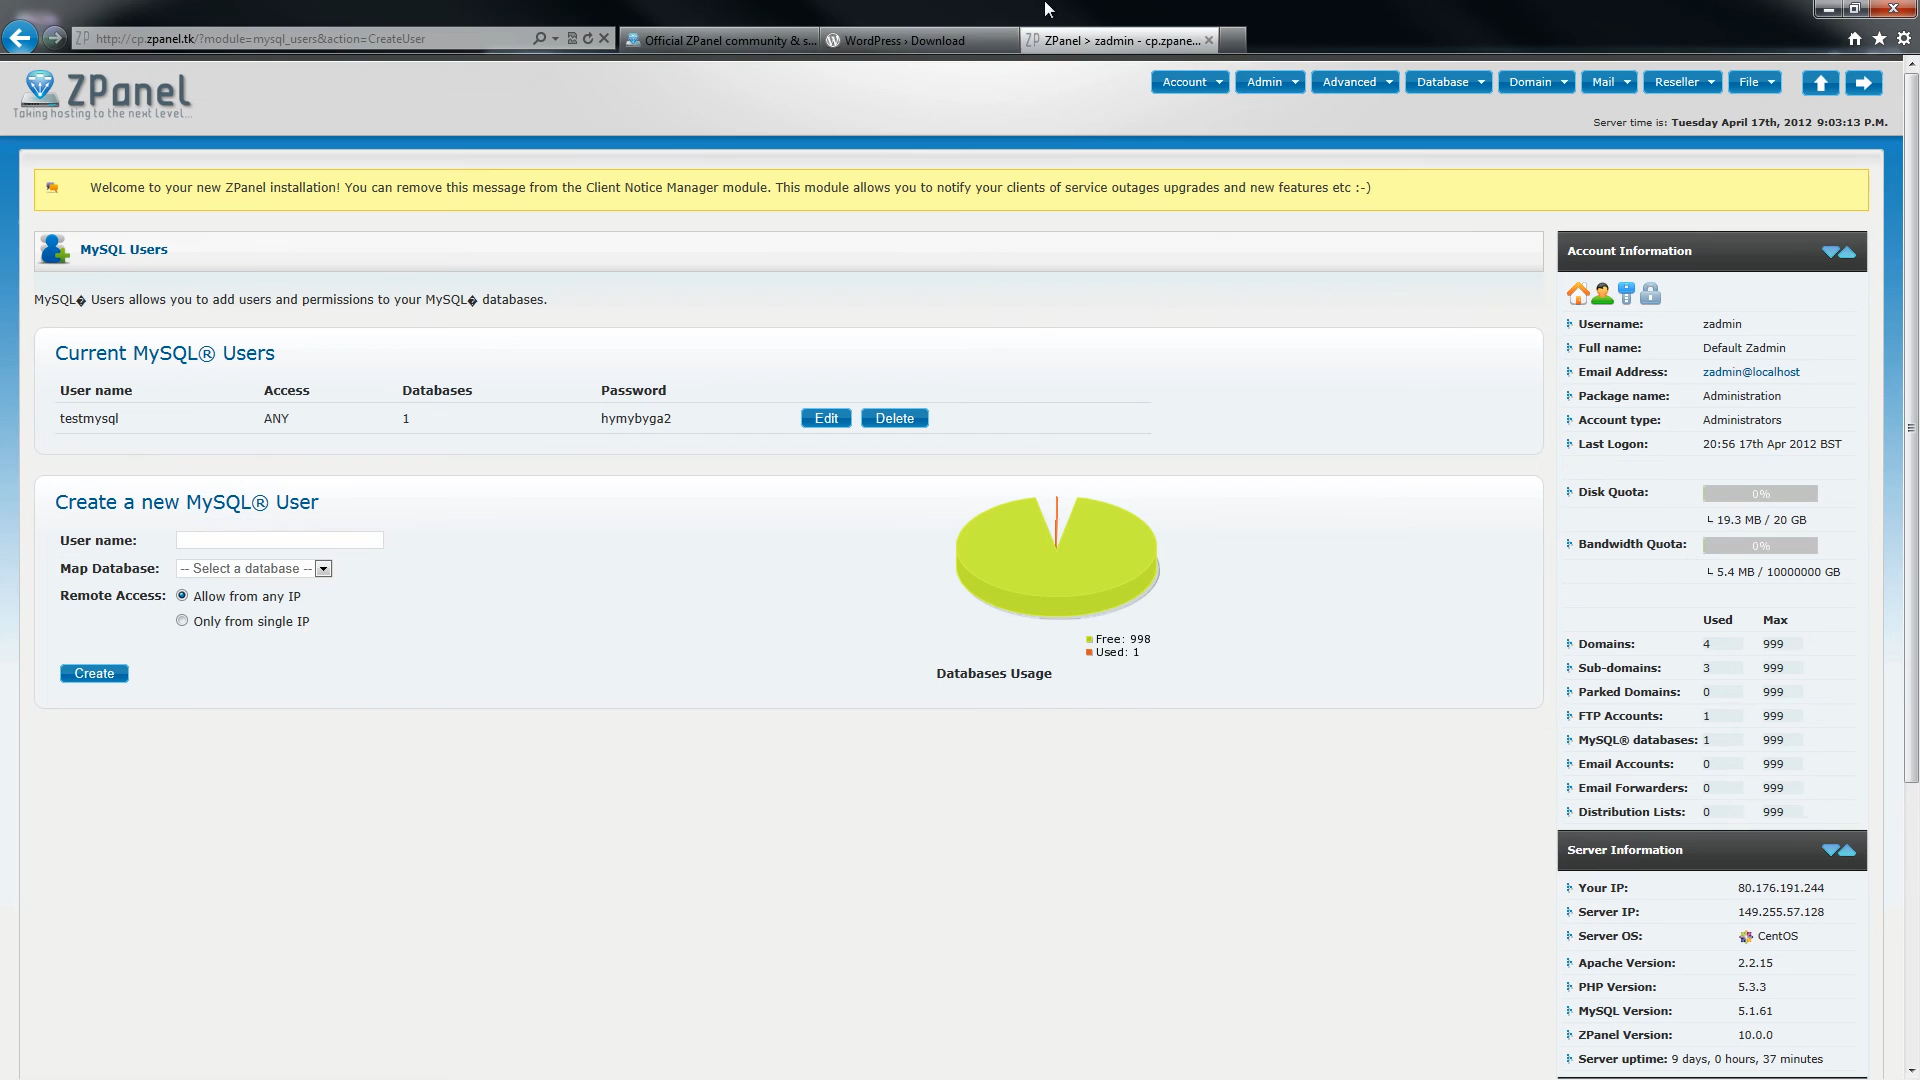 ZP http://cp.zpanel.tk/?module=mysql_users&action=CreateUser
Official ZPanel community & s...
WordPress › Download
ZP ZPanel > zadmin - cp.zpane...
ZPanel
Taking hosting to the next level...
Account
Admin
Advanced
Database
Domain
Mail
Reseller
File
Server time is: Tuesday April 17th, 2012 9:03:13 P.M.
Welcome to your new ZPanel installation! You can remove this message from the Client Notice Manager module. This module allows you to notify your clients of service outages upgrades and new features etc :-)
MySQL Users
MySQL� Users allows you to add users and permissions to your MySQL� databases.
Current MySQL® Users
User name Access Databases Password
testmysql ANY 1 hymybyga2 Edit Delete
Create a new MySQL® User
User name:
Map Database: -- Select a database --
Remote Access: Allow from any IP
Only from single IP
Create
Free: 998
Used: 1
Databases Usage
Account Information
Username: zadmin
Full name: Default Zadmin
Email Address: zadmin@localhost
Package name: Administration
Account type: Administrators
Last Logon: 20:56 17th Apr 2012 BST
Disk Quota: 0%
└ 19.3 MB / 20 GB
Bandwidth Quota: 0%
└ 5.4 MB / 10000000 GB
Used Max
Domains: 4 999
Sub-domains: 3 999
Parked Domains: 0 999
FTP Accounts: 1 999
MySQL® databases: 1 999
Email Accounts: 0 999
Email Forwarders: 0 999
Distribution Lists: 0 999
Server Information
Your IP: 80.176.191.244
Server IP: 149.255.57.128
Server OS: CentOS
Apache Version: 2.2.15
PHP Version: 5.3.3
MySQL Version: 5.1.61
ZPanel Version: 10.0.0
Server uptime: 9 days, 0 hours, 37 minutes